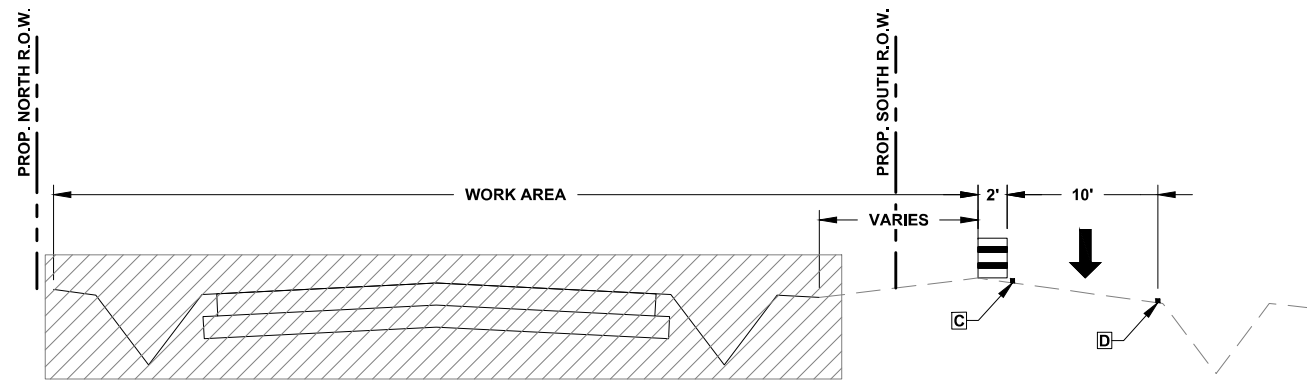 PROP. NORTH R.O.W.
PROP. SOUTH R.O.W.
WORK AREA
2'
10'
VARIES
C
D